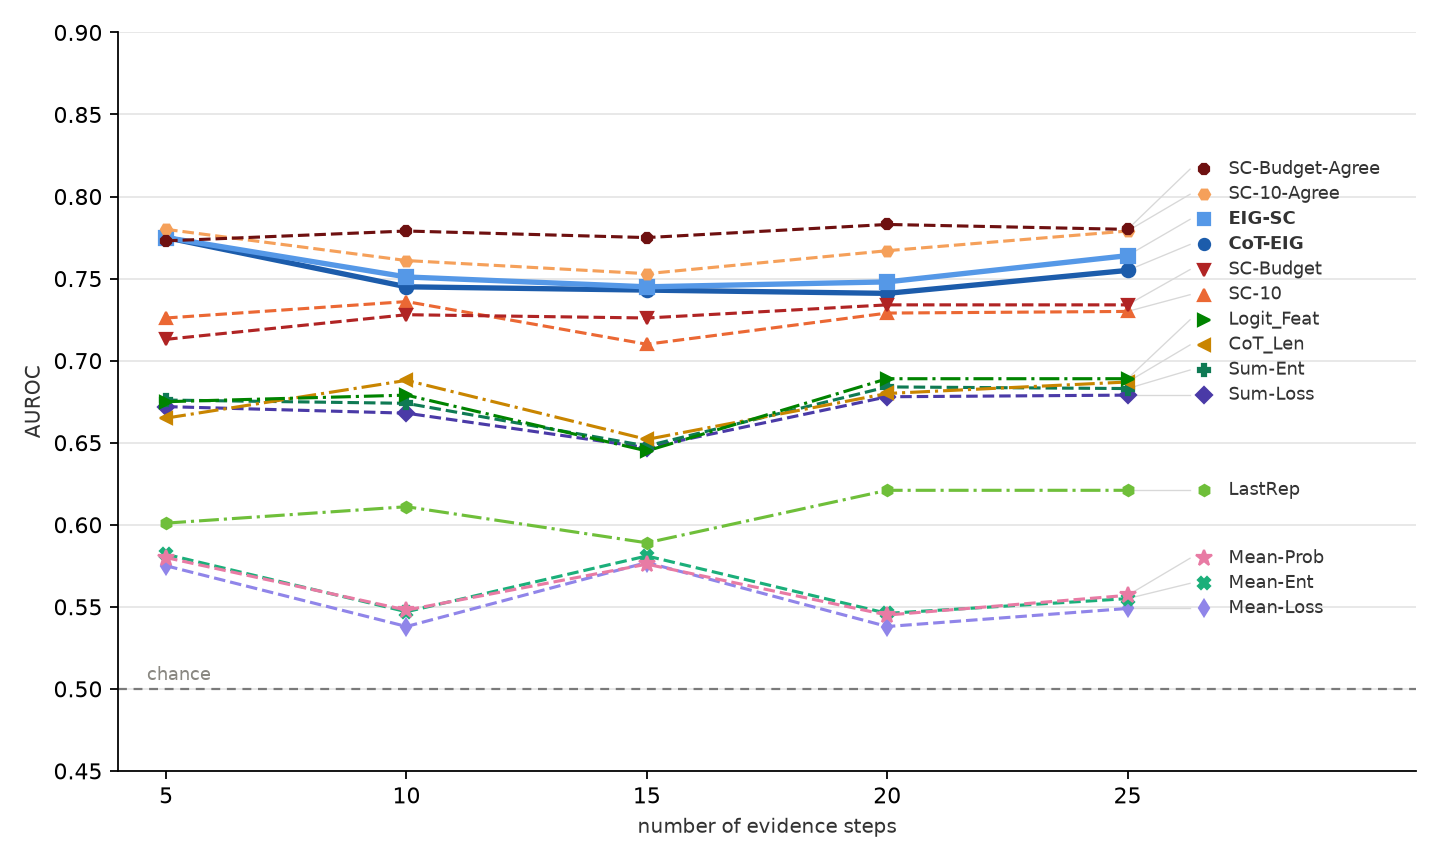 0.90
0.85
0.80
0.75
0.70
0.65
0.60
0.55
0.50
0.45
AUROC
chance
SC-Budget-Agree
SC-10-Agree
EIG-SC
CoT-EIG
SC-Budget
SC-10
Logit_Feat
CoT_Len
Sum-Ent
Sum-Loss
LastRep
Mean-Prob
Mean-Ent
Mean-Loss
5 10 15 20 25
number of evidence steps